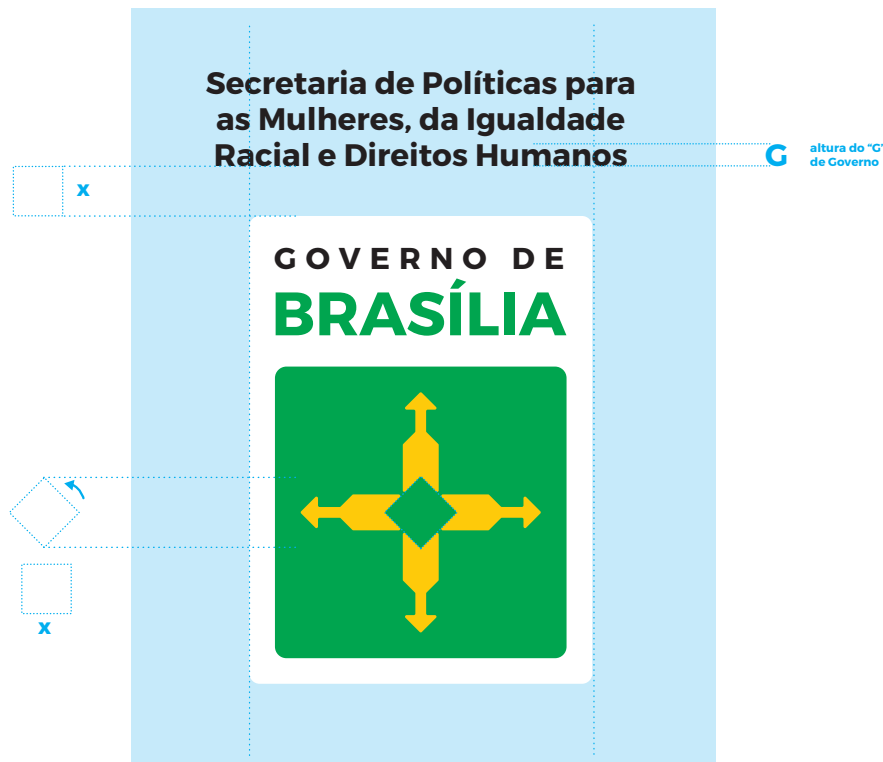 Secretaria de Políticas para
as Mulheres, da Igualdade
Racial e Direitos Humanos
G
altura do "G"
de Governo
x
GOVERNO DE
BRASÍLIA
x